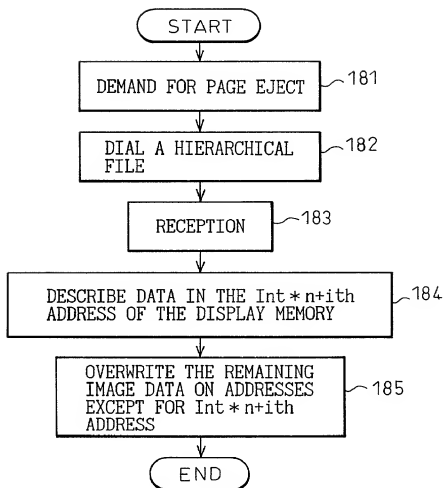 START
DEMAND FOR PAGE EJECT
181
DIAL A HIERARCHICAL
FILE
182
RECEPTION
183
DESCRIBE DATA IN THE Int * n+ith
ADDRESS OF THE DISPLAY MEMORY
184
OVERWRITE THE REMAINING
IMAGE DATA ON ADDRESSES
EXCEPT FOR Int * n+ith
ADDRESS
185
END